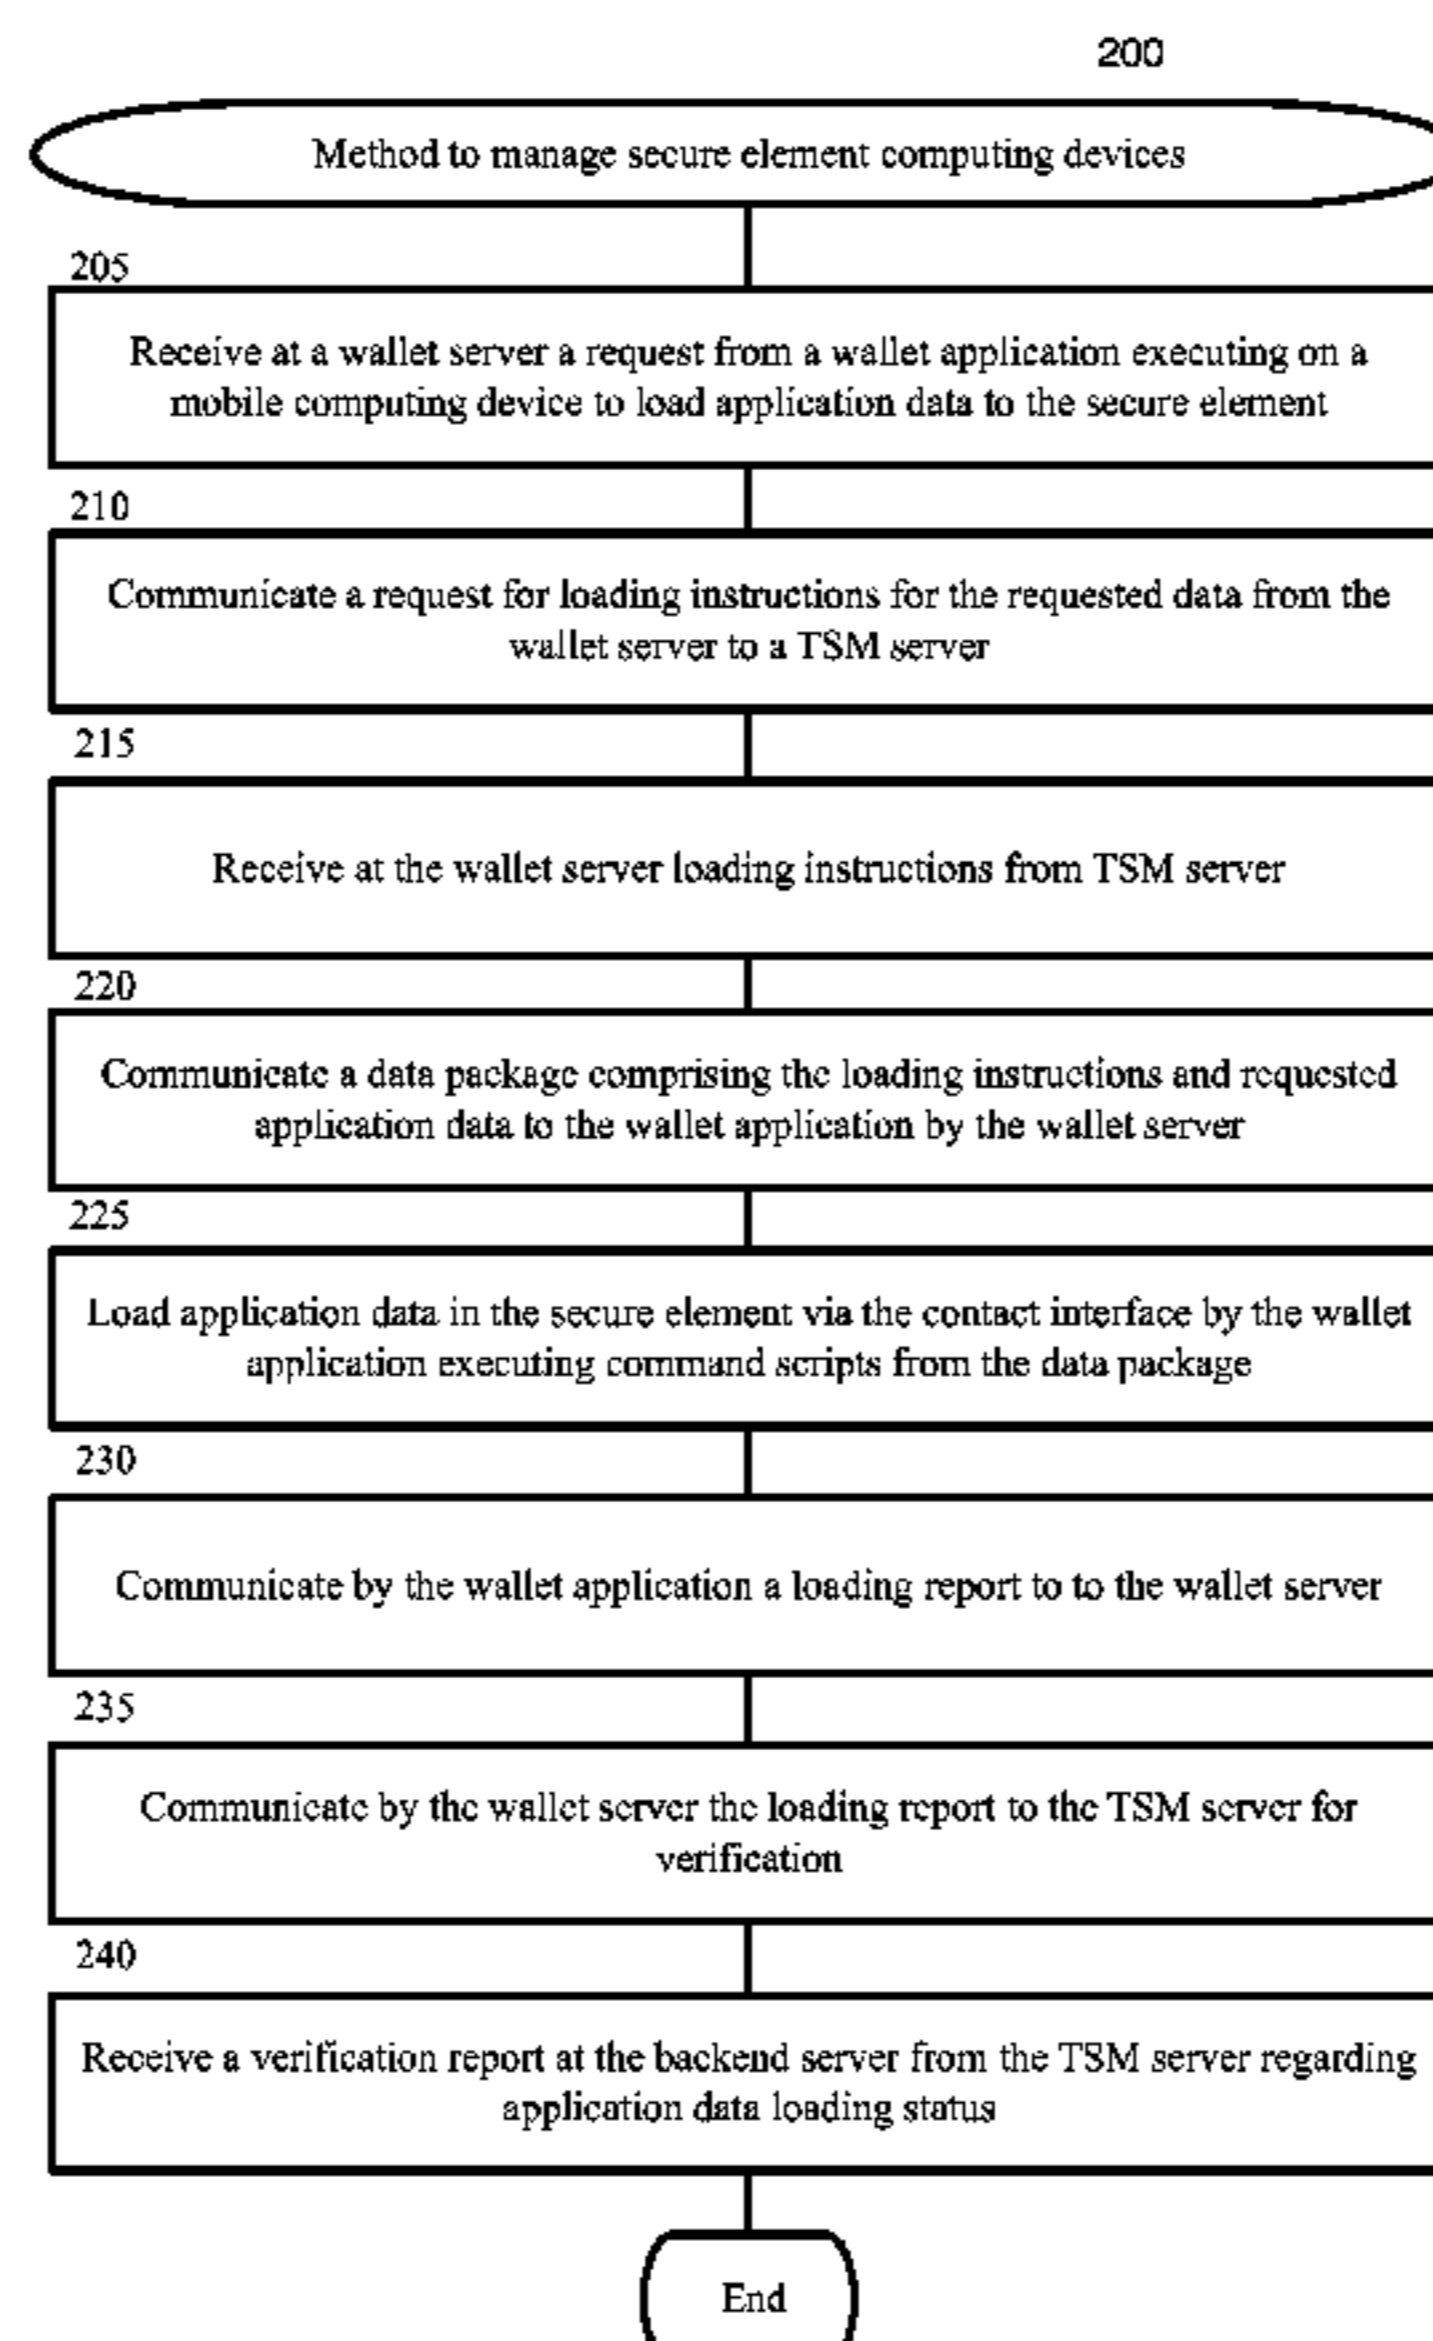 200
Method to manage secure element computing devices
205
Receive at a wallet server a request from a wallet application executing on a
mobile computing device to load application data to the secure element
210
Communicate a request for loading instructions for the requested data from the
wallet server to a TSM server
215
Receive at the wallet server loading instructions from TSM server
220
Communicate a data package comprising the loading instructions and requested
application data to the wallet application by the wallet server
225
Load application data in the secure element via the contact interface by the wallet
application executing command scripts from the data package
230
Communicate by the wallet application a loading report to to the wallet server
235
Communicate by the wallet server the loading report to the TSM server for
verification
240
Receive a verification report at the backend server from the TSM server regarding
application data loading status
End